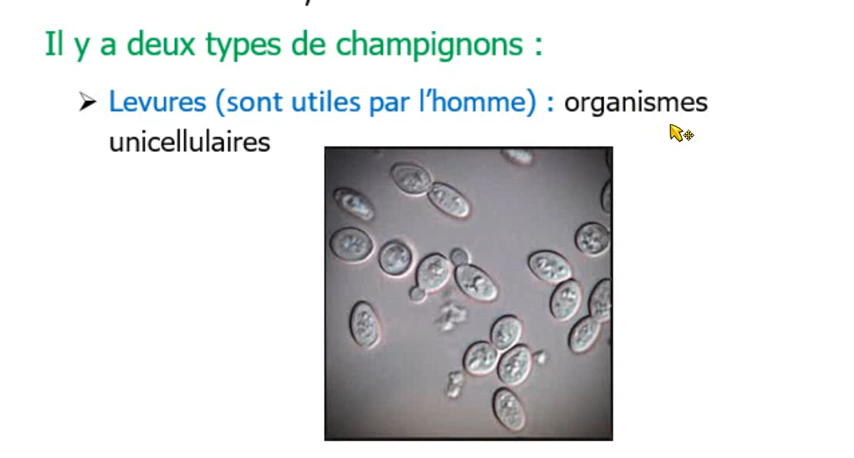 Il y a deux types de champignons :
➢ Levures (sont utiles par l’homme) : organismes
unicellulaires